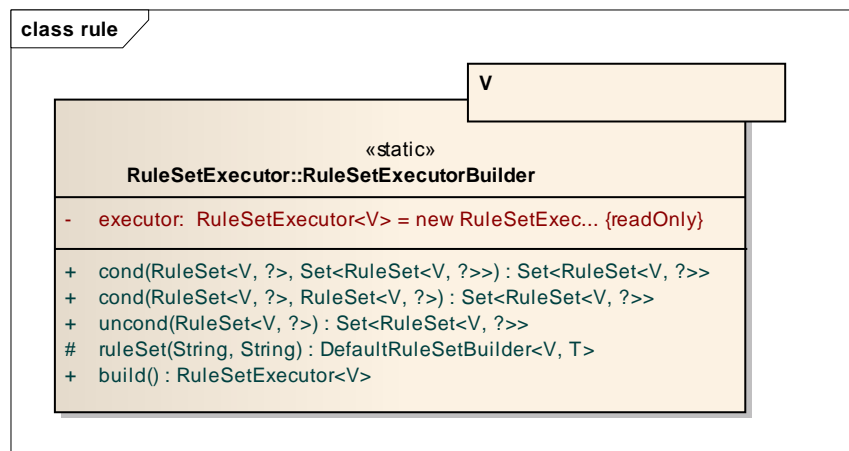 class rule
V
«static»
RuleSetExecutor::RuleSetExecutorBuilder
- executor: RuleSetExecutor<V> = new RuleSetExec... {readOnly}
+ cond(RuleSet<V, ?>, Set<RuleSet<V, ?>>) : Set<RuleSet<V, ?>>
+ cond(RuleSet<V, ?>, RuleSet<V, ?>) : Set<RuleSet<V, ?>>
+ uncond(RuleSet<V, ?>) : Set<RuleSet<V, ?>>
# ruleSet(String, String) : DefaultRuleSetBuilder<V, T>
+ build() : RuleSetExecutor<V>